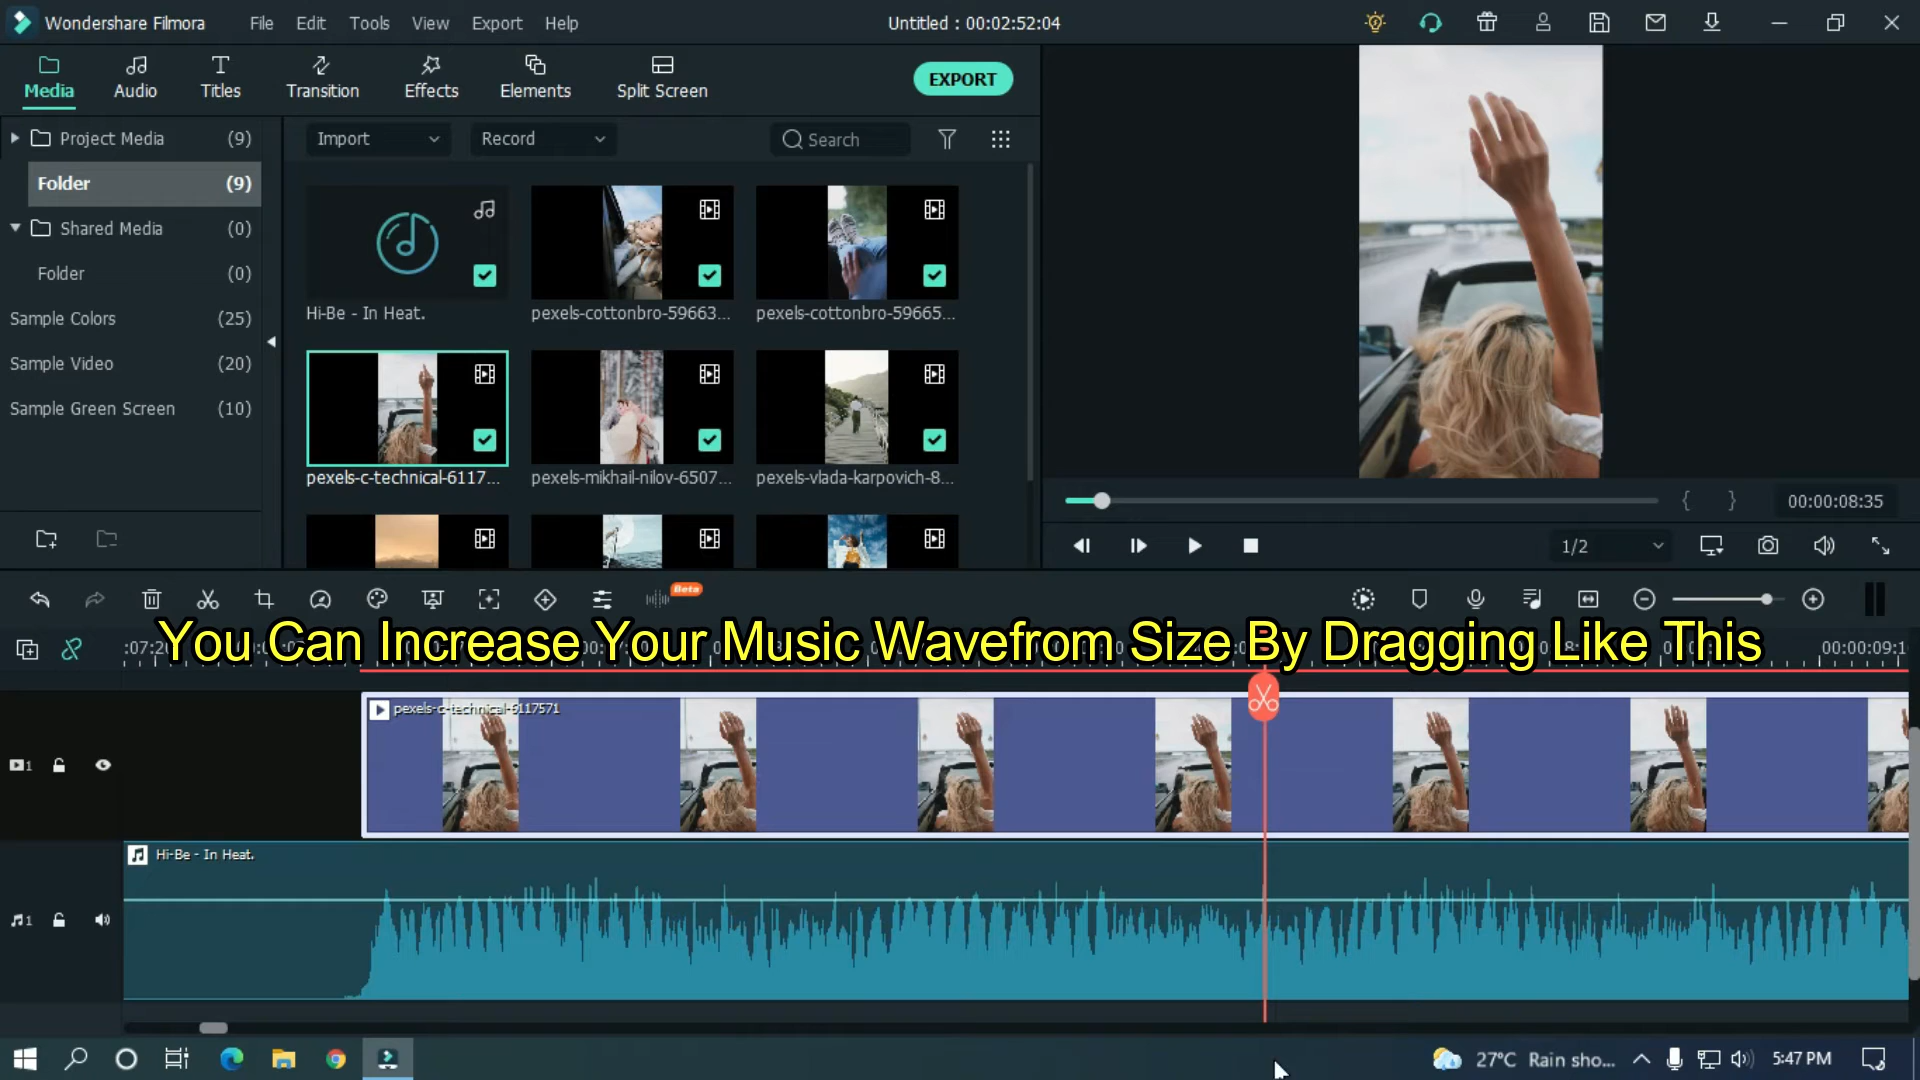 Wondershare Filmora File Edit Tools View Export Help Untitled : 00:02:52:04
Media Audio Titles Transition Effects Elements Split Screen EXPORT
Project Media (9) Import Record Search
Folder (9)
Shared Media (0)
Folder (0)
Sample Colors (25)
Sample Video (20)
Sample Green Screen (10)
Hi-Be - In Heat. pexels-cottonbro-59663... pexels-cottonbro-59665...
pexels-c-technical-6117... pexels-mikhail-nilov-6507... pexels-vlada-karpovich-8...
{ } 00:00:08:35
1/2
Beta
You Can Increase Your Music Wavefrom Size By Dragging Like This
pexels-c-technical-6117571
1
Hi-Be - In Heat.
1
27°C Rain sho... 5:47 PM